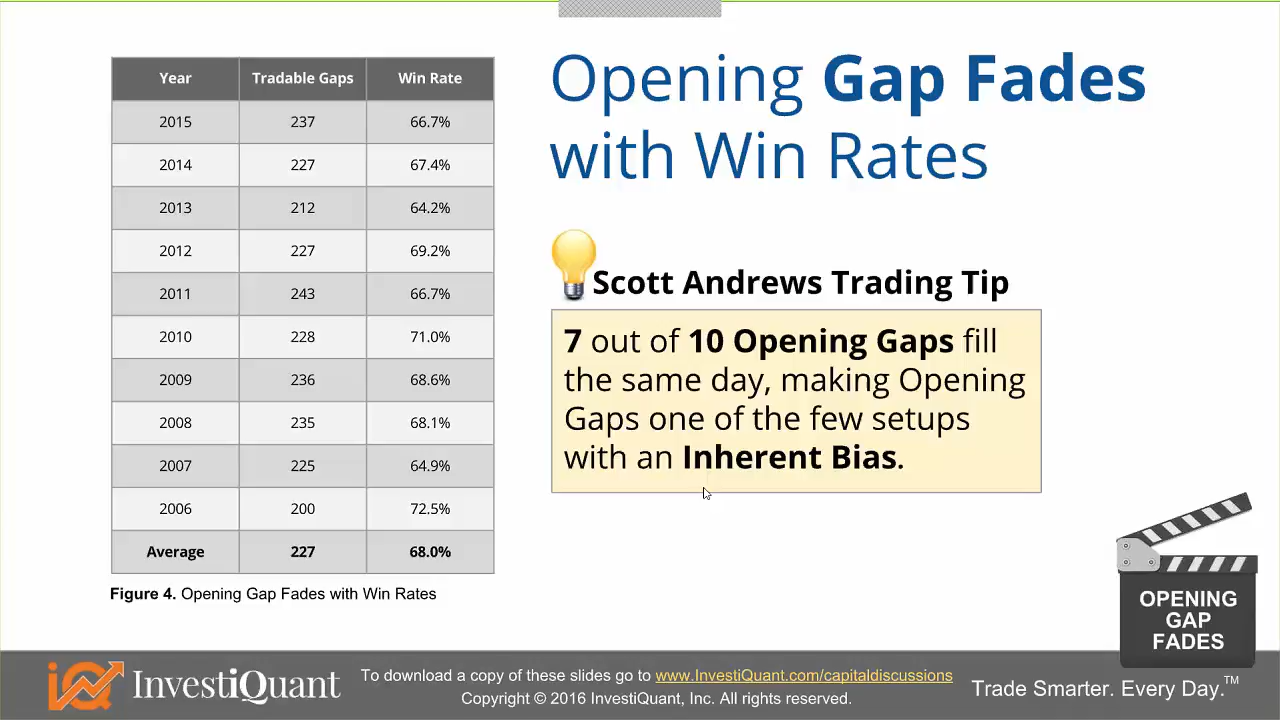 Year Tradable Gaps Win Rate
2015 237 66.7%
2014 227 67.4%
2013 212 64.2%
2012 227 69.2%
2011 243 66.7%
2010 228 71.0%
2009 236 68.6%
2008 235 68.1%
2007 225 64.9%
2006 200 72.5%
Average 227 68.0%
Figure 4. Opening Gap Fades with Win Rates
Opening Gap Fades
with Win Rates
Scott Andrews Trading Tip
7 out of 10 Opening Gaps fill
the same day, making Opening
Gaps one of the few setups
with an Inherent Bias.
OPENING
GAP
FADES
InvestiQuant
To download a copy of these slides go to www.InvestiQuant.com/capitaldiscussions
Copyright © 2016 InvestiQuant, Inc. All rights reserved.
Trade Smarter. Every Day.™